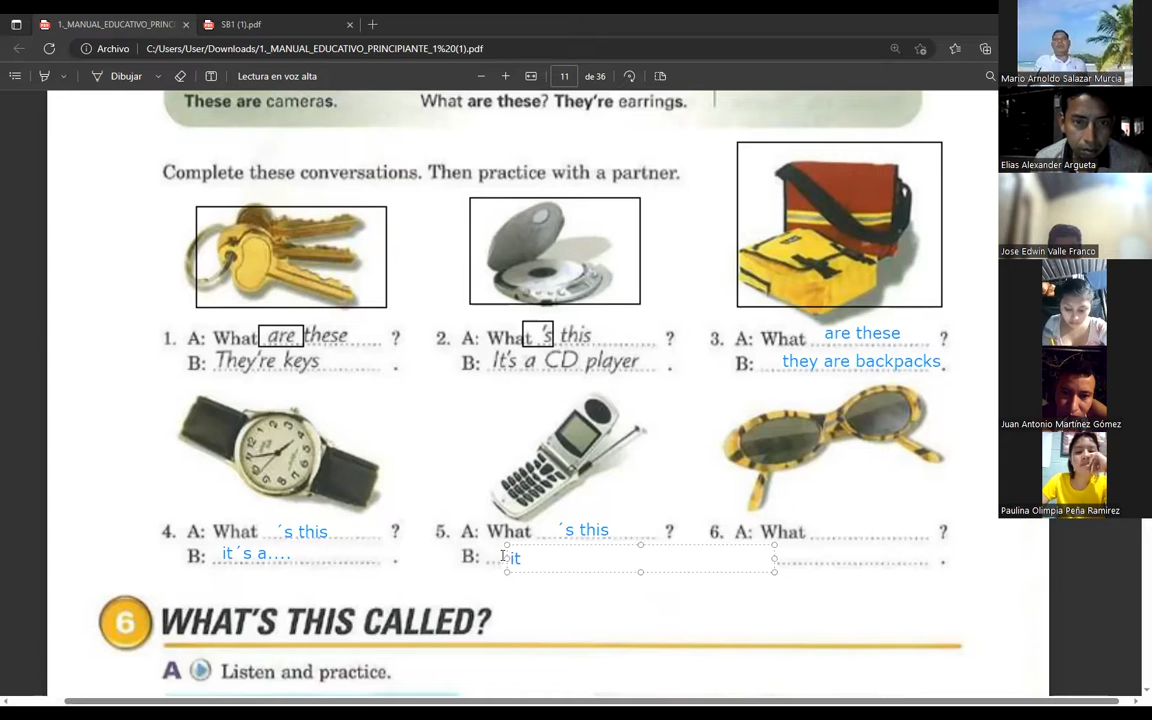 1._MANUAL_EDUCATIVO_PRINC
SB1 (1).pdf
Archivo
C:/Users/User/Downloads/1._MANUAL_EDUCATIVO_PRINCIPIANTE_1%20(1).pdf
Dibujar
Lectura en voz alta
11 de 36
These are cameras.
What are these? They're earrings.
Complete these conversations. Then practice with a partner.
1. A: What are these ?
B: They're keys .
2. A: What 's this ?
B: It's a CD player .
3. A: What are these ?
B: they are backpacks.
4. A: What ´s this ?
B: it´s a.... .
5. A: What ´s this ?
B: it
6. A: What ?
.
6 WHAT'S THIS CALLED?
A Listen and practice.
Mario Arnoldo Salazar Murcia
Elias Alexander Argueta
Jose Edwin Valle Franco
Juan Antonio Martínez Gómez
Paulina Olimpia Peña Ramirez